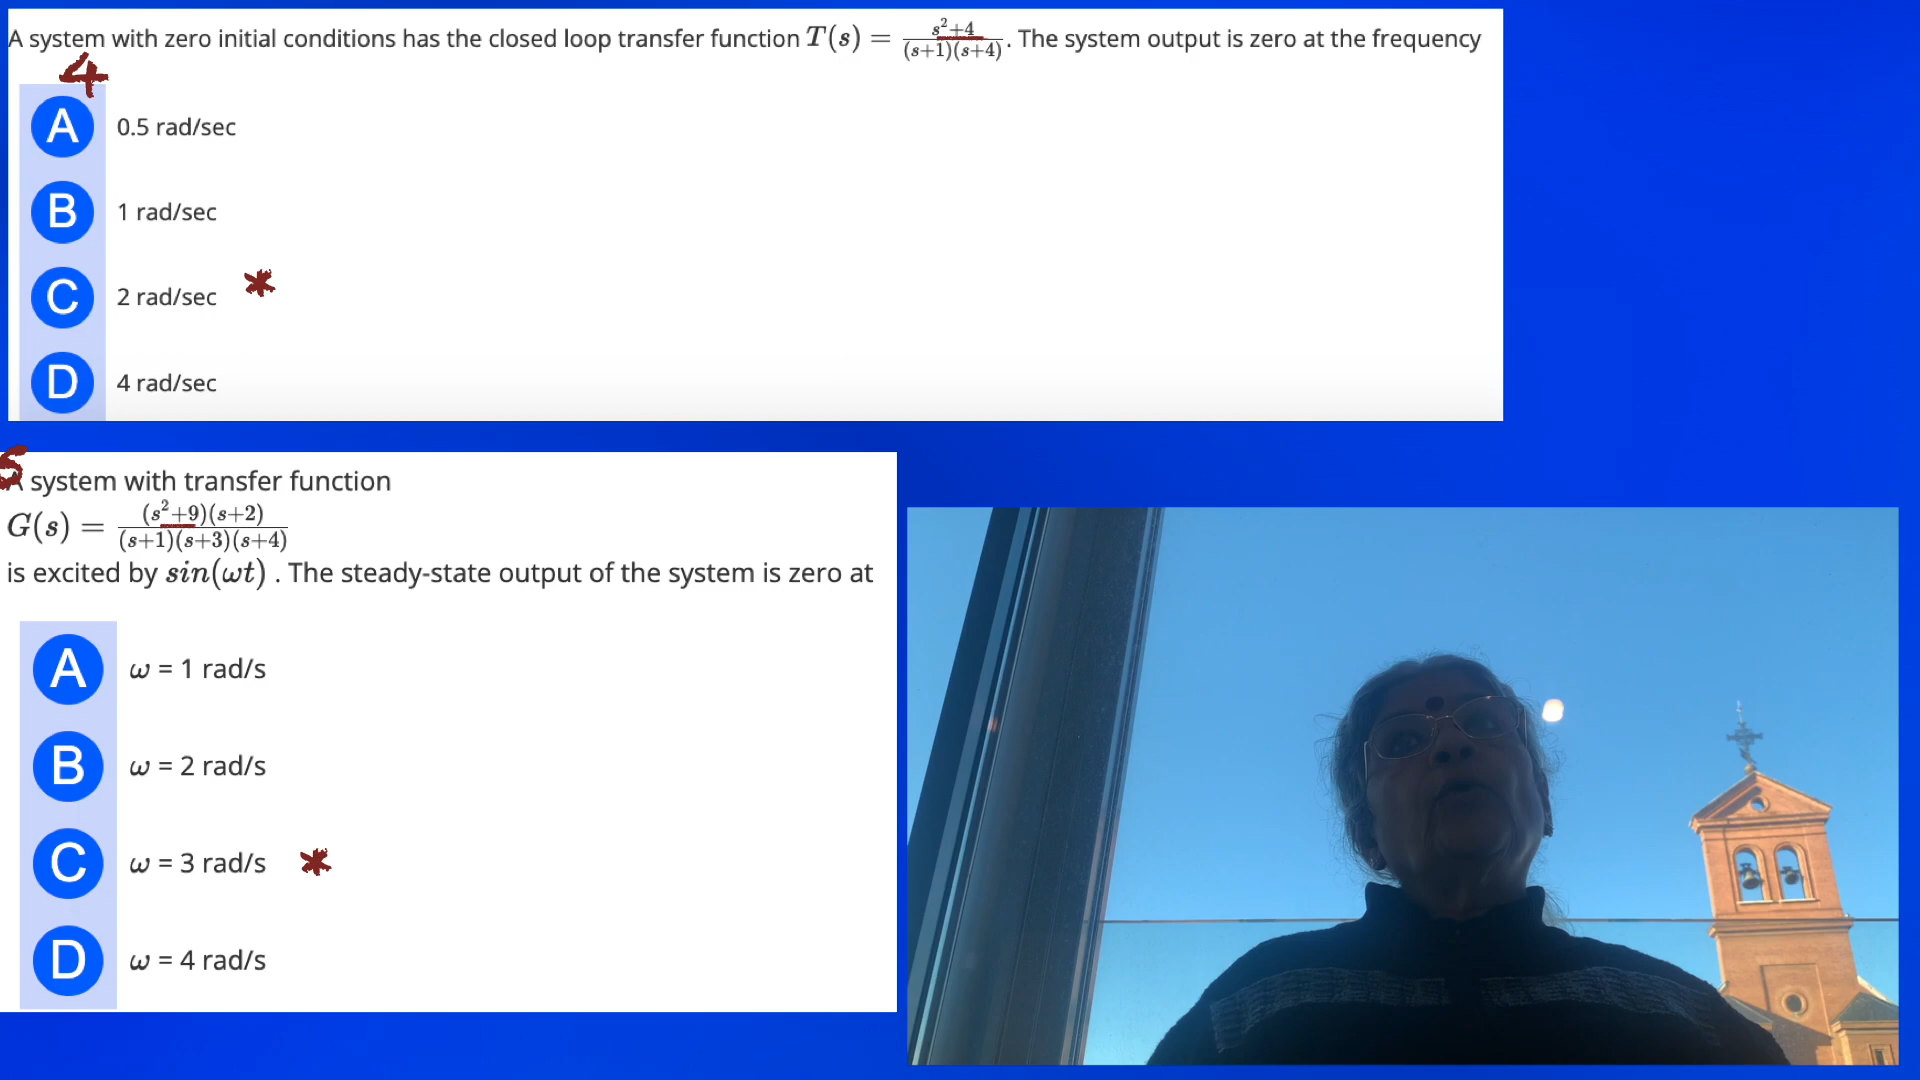 A system with zero initial conditions has the closed loop transfer function T(s) = (s²+4)/((s+1)(s+4)). The system output is zero at the frequency
4
A 0.5 rad/sec
B 1 rad/sec
C 2 rad/sec *
D 4 rad/sec
5
A system with transfer function
G(s) = ((s²+9)(s+2))/((s+1)(s+3)(s+4))
is excited by sin(ωt) . The steady-state output of the system is zero at
A ω = 1 rad/s
B ω = 2 rad/s
C ω = 3 rad/s *
D ω = 4 rad/s